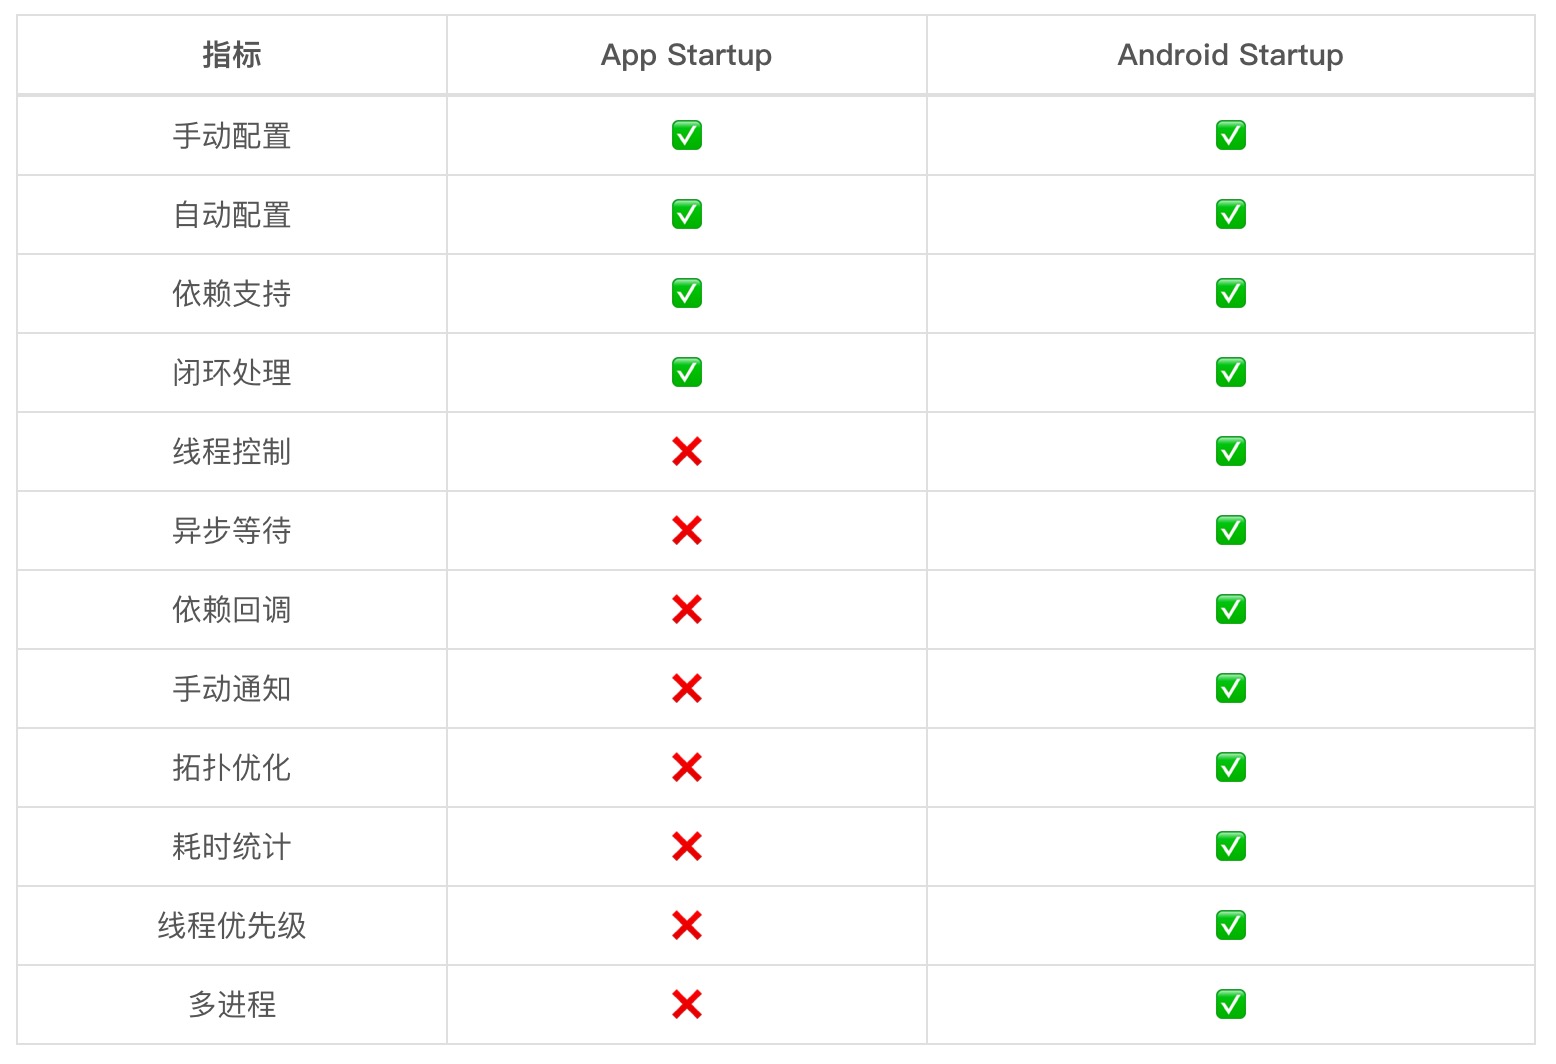 指标 App Startup Android Startup
手动配置 ✅ ✅
自动配置 ✅ ✅
依赖支持 ✅ ✅
闭环处理 ✅ ✅
线程控制 ❌ ✅
异步等待 ❌ ✅
依赖回调 ❌ ✅
手动通知 ❌ ✅
拓扑优化 ❌ ✅
耗时统计 ❌ ✅
线程优先级 ❌ ✅
多进程 ❌ ✅